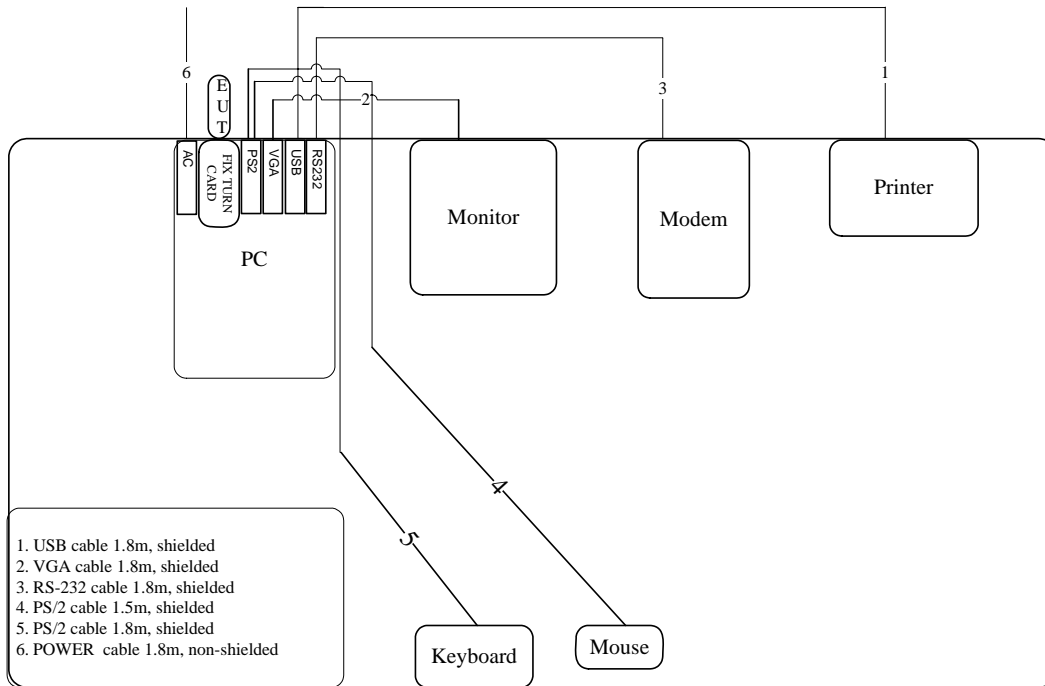 6
2
3
1
E
U
T
AC
FIX TURN
CARD
PS2
VGA
USB
RS232
PC
Monitor
Modem
Printer
4
5
1. USB cable 1.8m, shielded
2. VGA cable 1.8m, shielded
3. RS-232 cable 1.8m, shielded
4. PS/2 cable 1.5m, shielded
5. PS/2 cable 1.8m, shielded
6. POWER cable 1.8m, non-shielded
Keyboard
Mouse